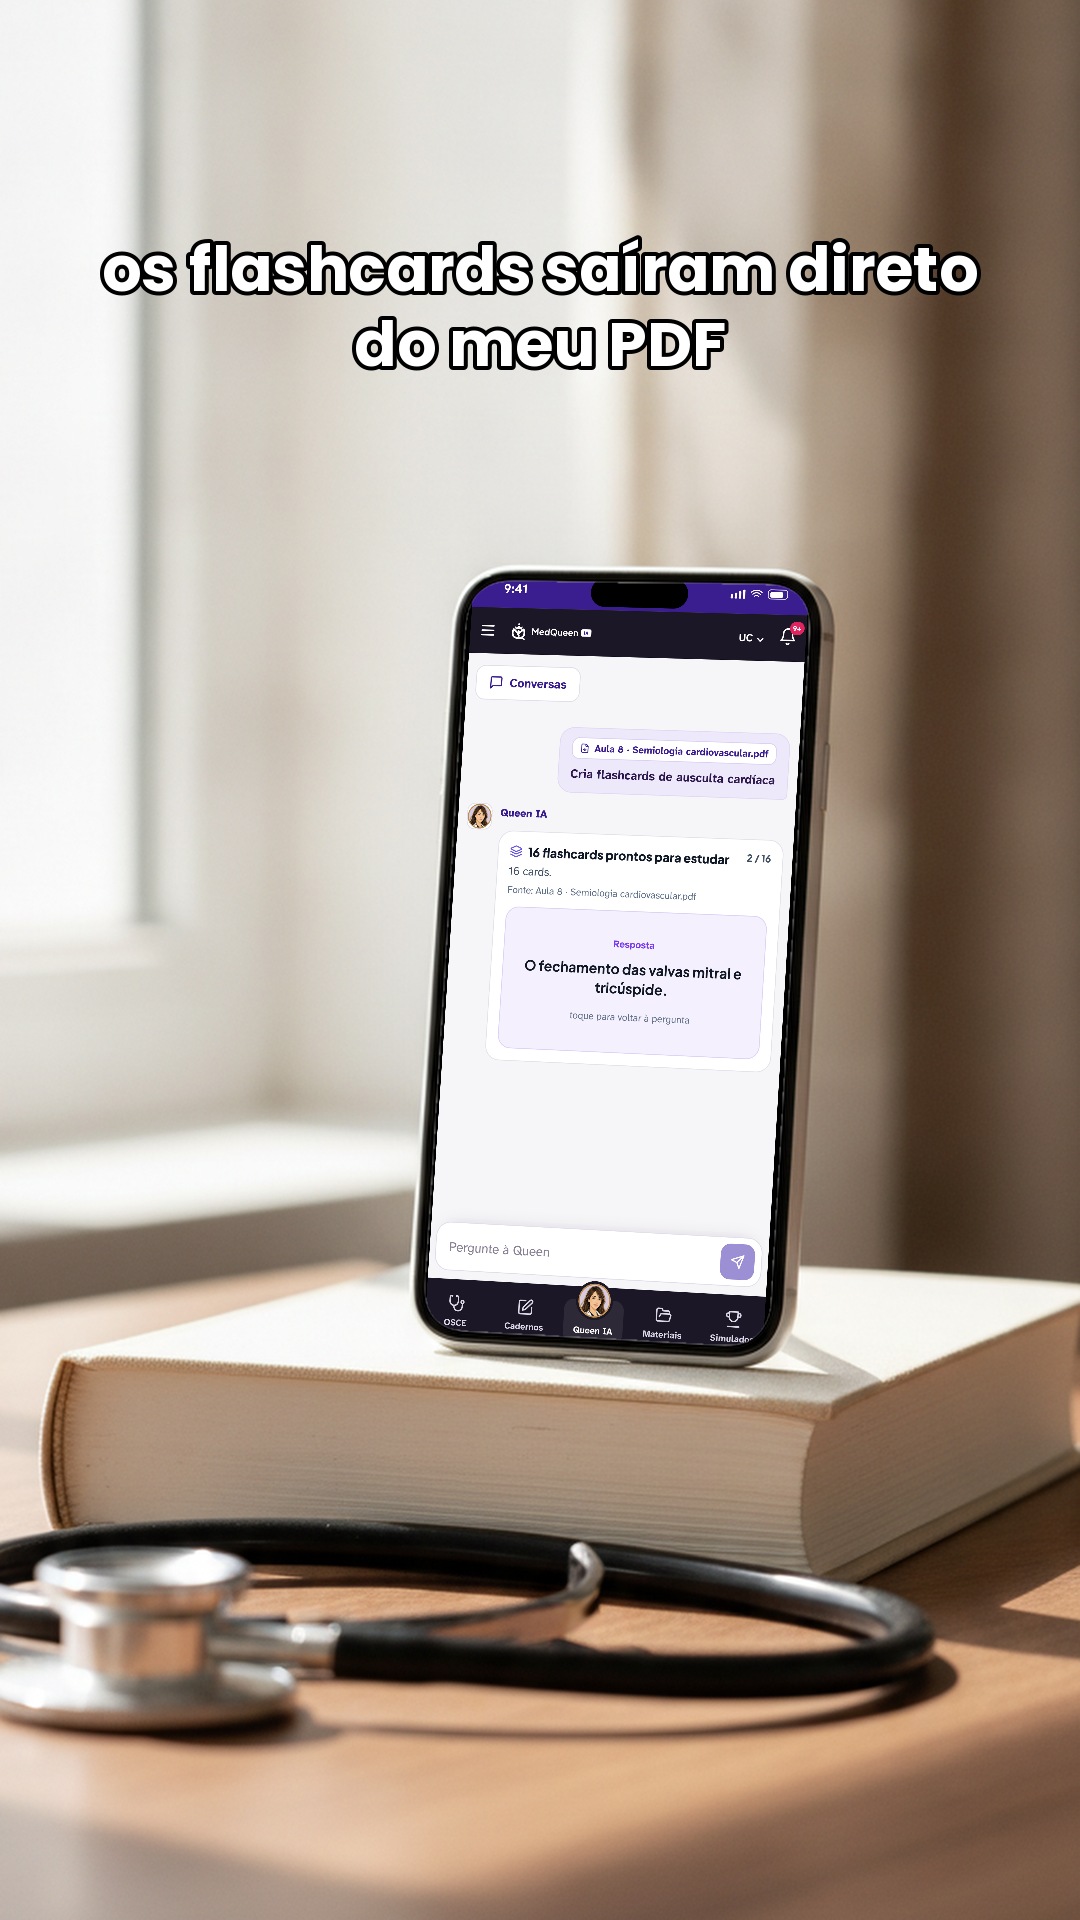 os flashcards saíram direto
do meu PDF
9:41
MedQueen IA
UC
9+
Conversas
Aula 8 - Semiologia cardiovascular.pdf
Cria flashcards de ausculta cardíaca
Queen IA
16 flashcards prontos para estudar 2 / 16
16 cards.
Fonte: Aula 8 - Semiologia cardiovascular.pdf
Resposta
O fechamento das valvas mitral e
tricúspide.
toque para voltar à pergunta
Pergunte à Queen
OSCE
Cadernos
Queen IA
Materiais
Simulados